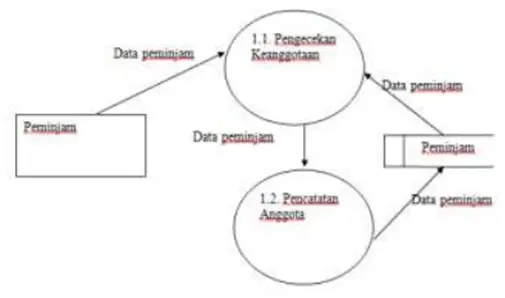 1.1. Pengecekan
Keanggotaan
Data peminjam
Data peminjam
Peminjam
Data peminjam
Peminjam
1.2. Pencatatan
Anggota
Data peminjam